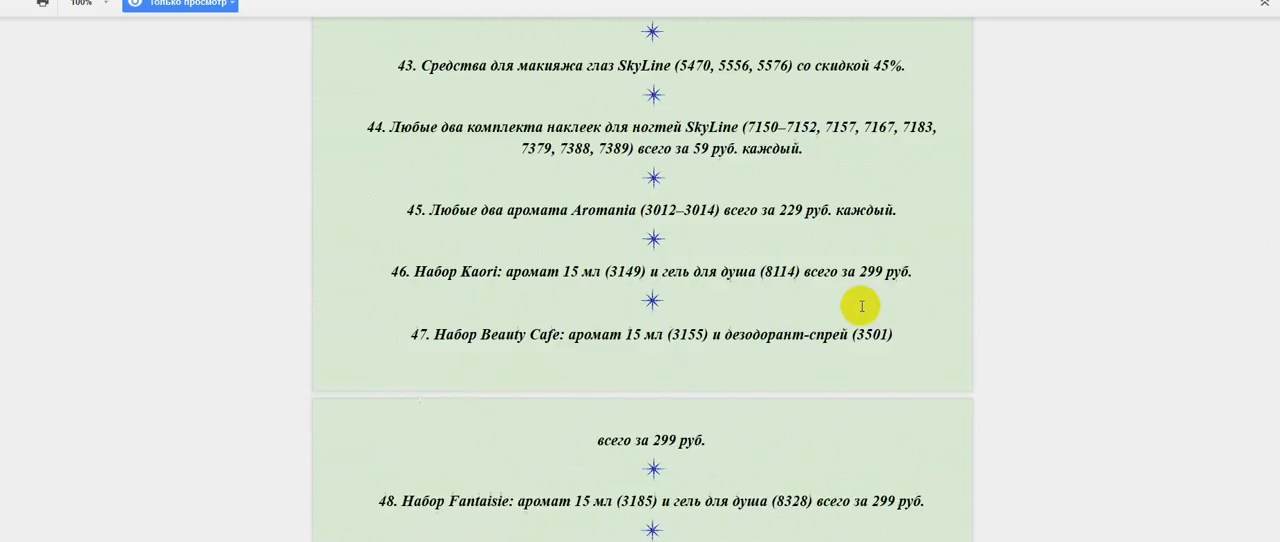 100%
Только просмотр
43. Средства для макияжа глаз SkyLine (5470, 5556, 5576) со скидкой 45%.
44. Любые два комплекта наклеек для ногтей SkyLine (7150–7152, 7157, 7167, 7183,
7379, 7388, 7389) всего за 59 руб. каждый.
45. Любые два аромата Aromania (3012–3014) всего за 229 руб. каждый.
46. Набор Kaori: аромат 15 мл (3149) и гель для душа (8114) всего за 299 руб.
47. Набор Beauty Cafe: аромат 15 мл (3155) и дезодорант-спрей (3501)
всего за 299 руб.
48. Набор Fantaisie: аромат 15 мл (3185) и гель для душа (8328) всего за 299 руб.